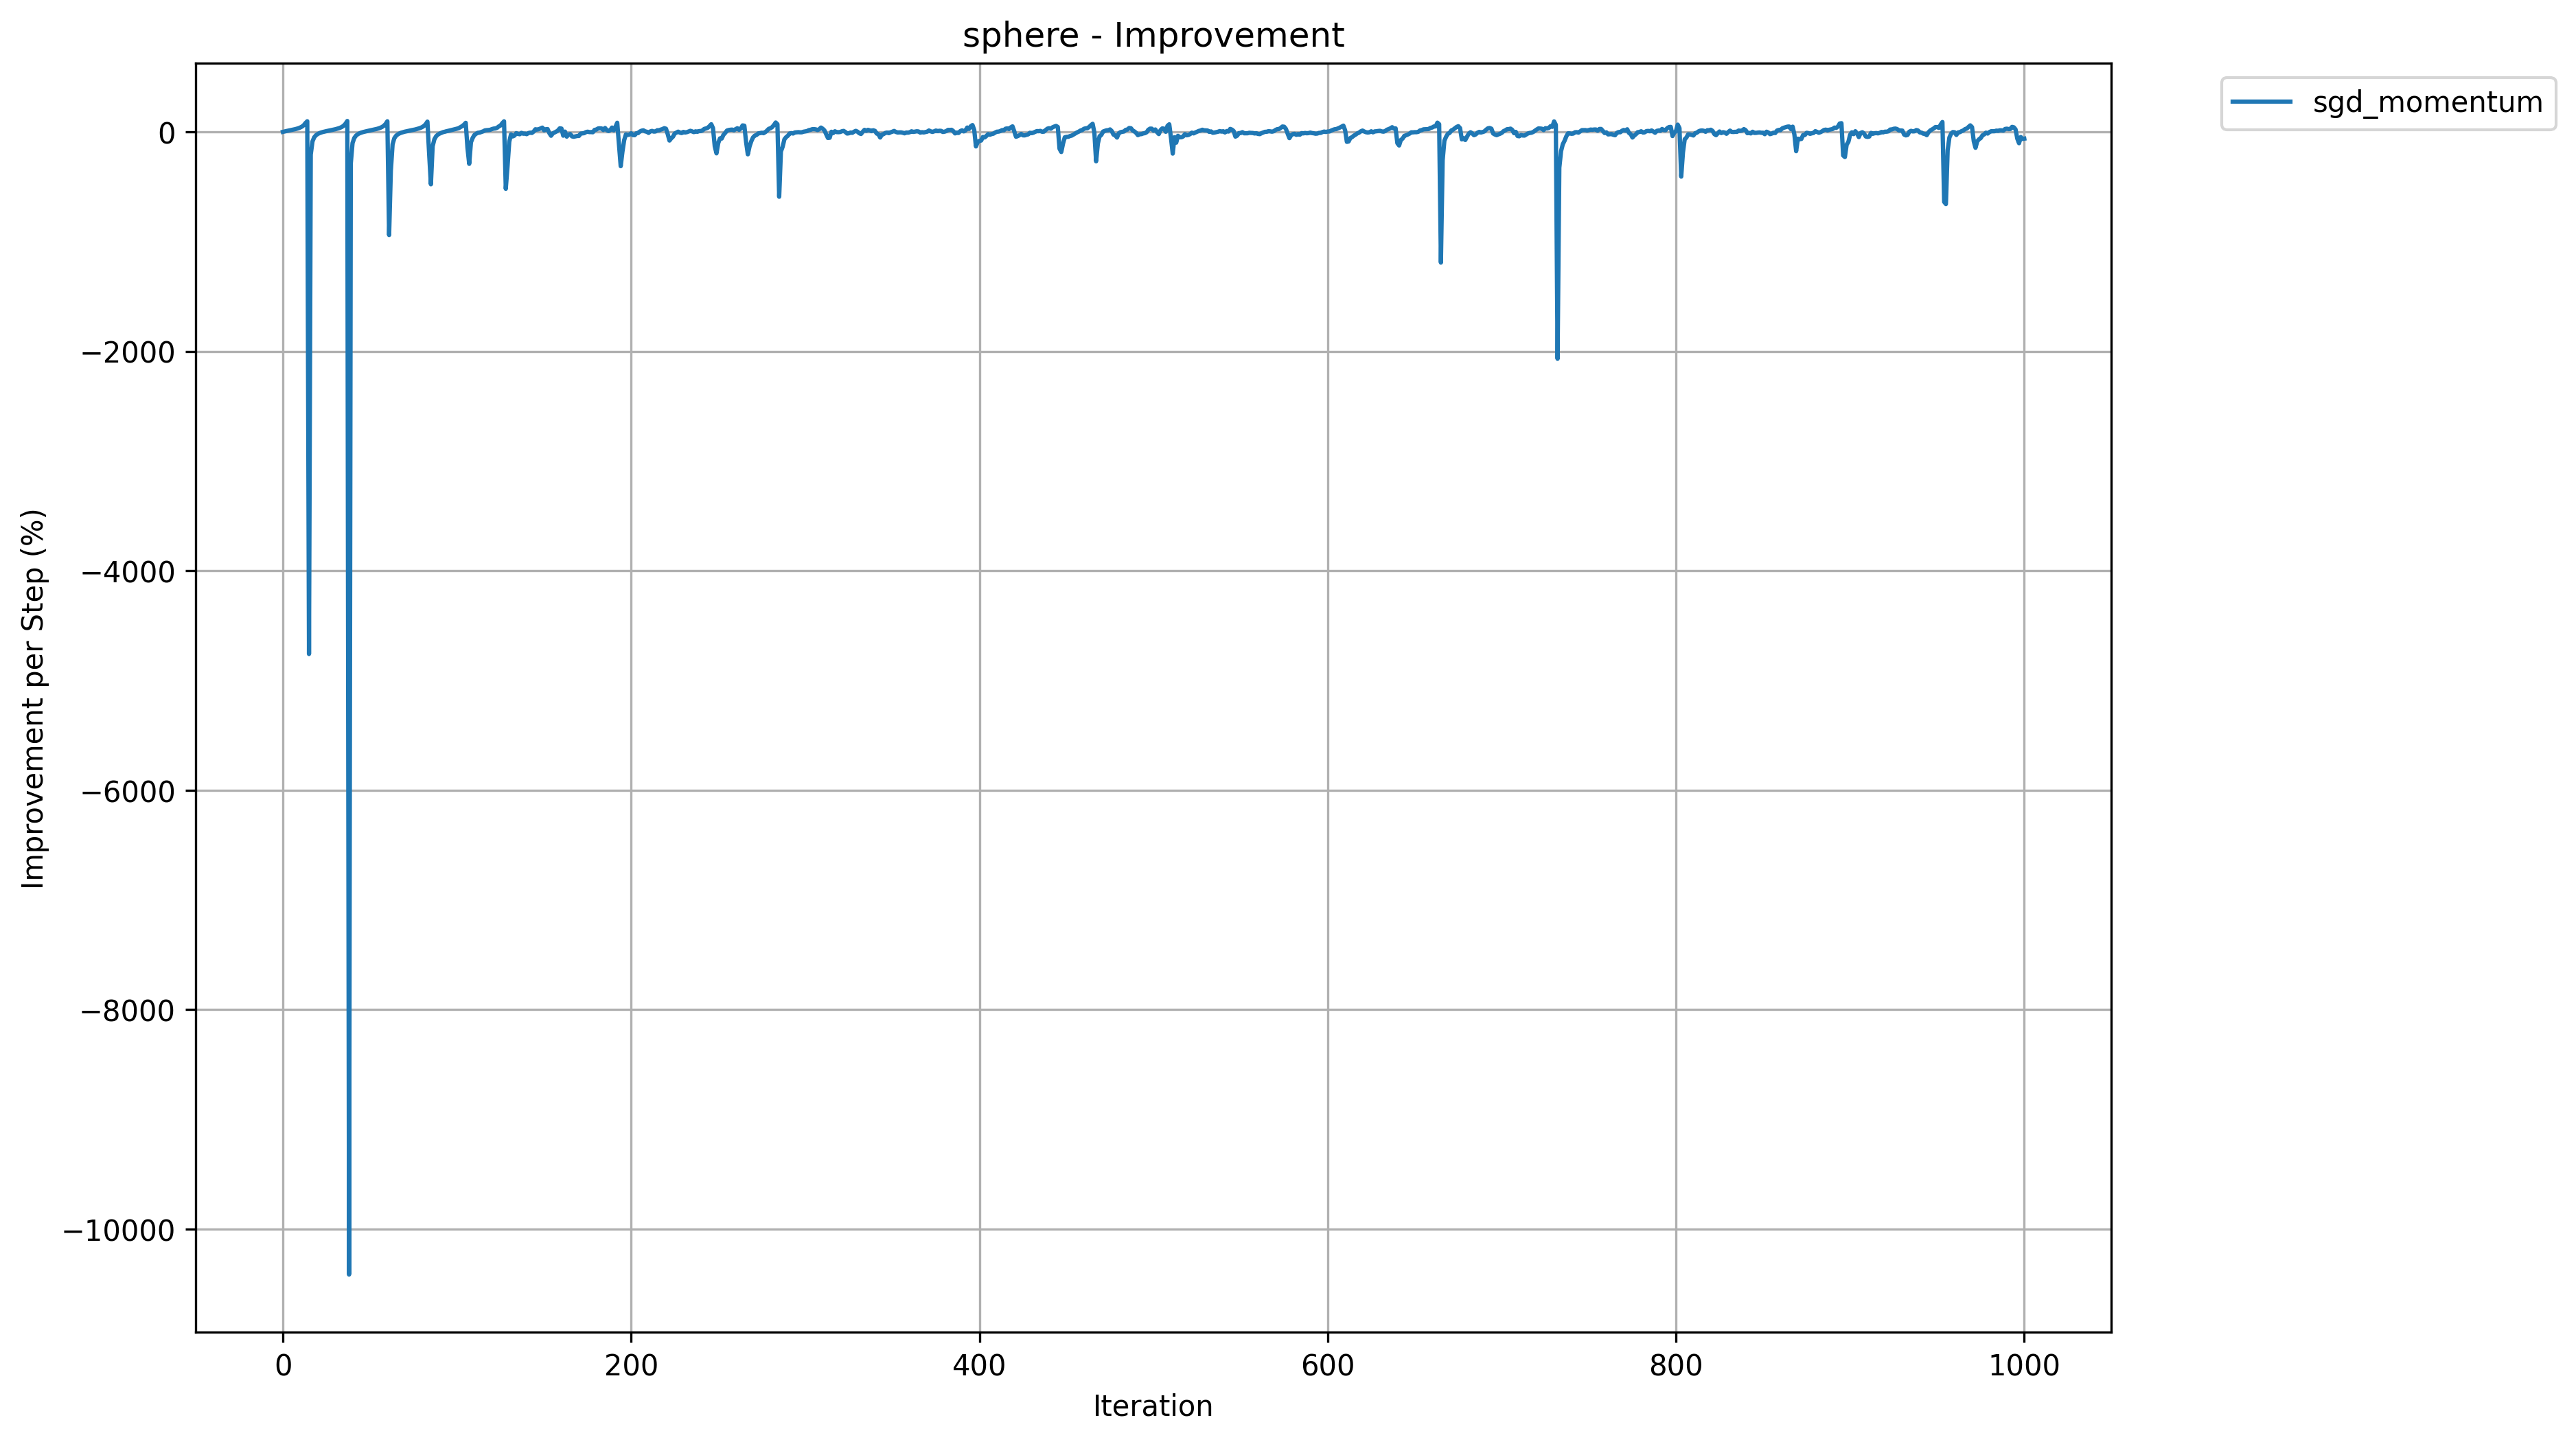 sphere - Improvement
sgd_momentum
Improvement per Step (%)
0
−2000
−4000
−6000
−8000
−10000
0 200 400 600 800 1000
Iteration